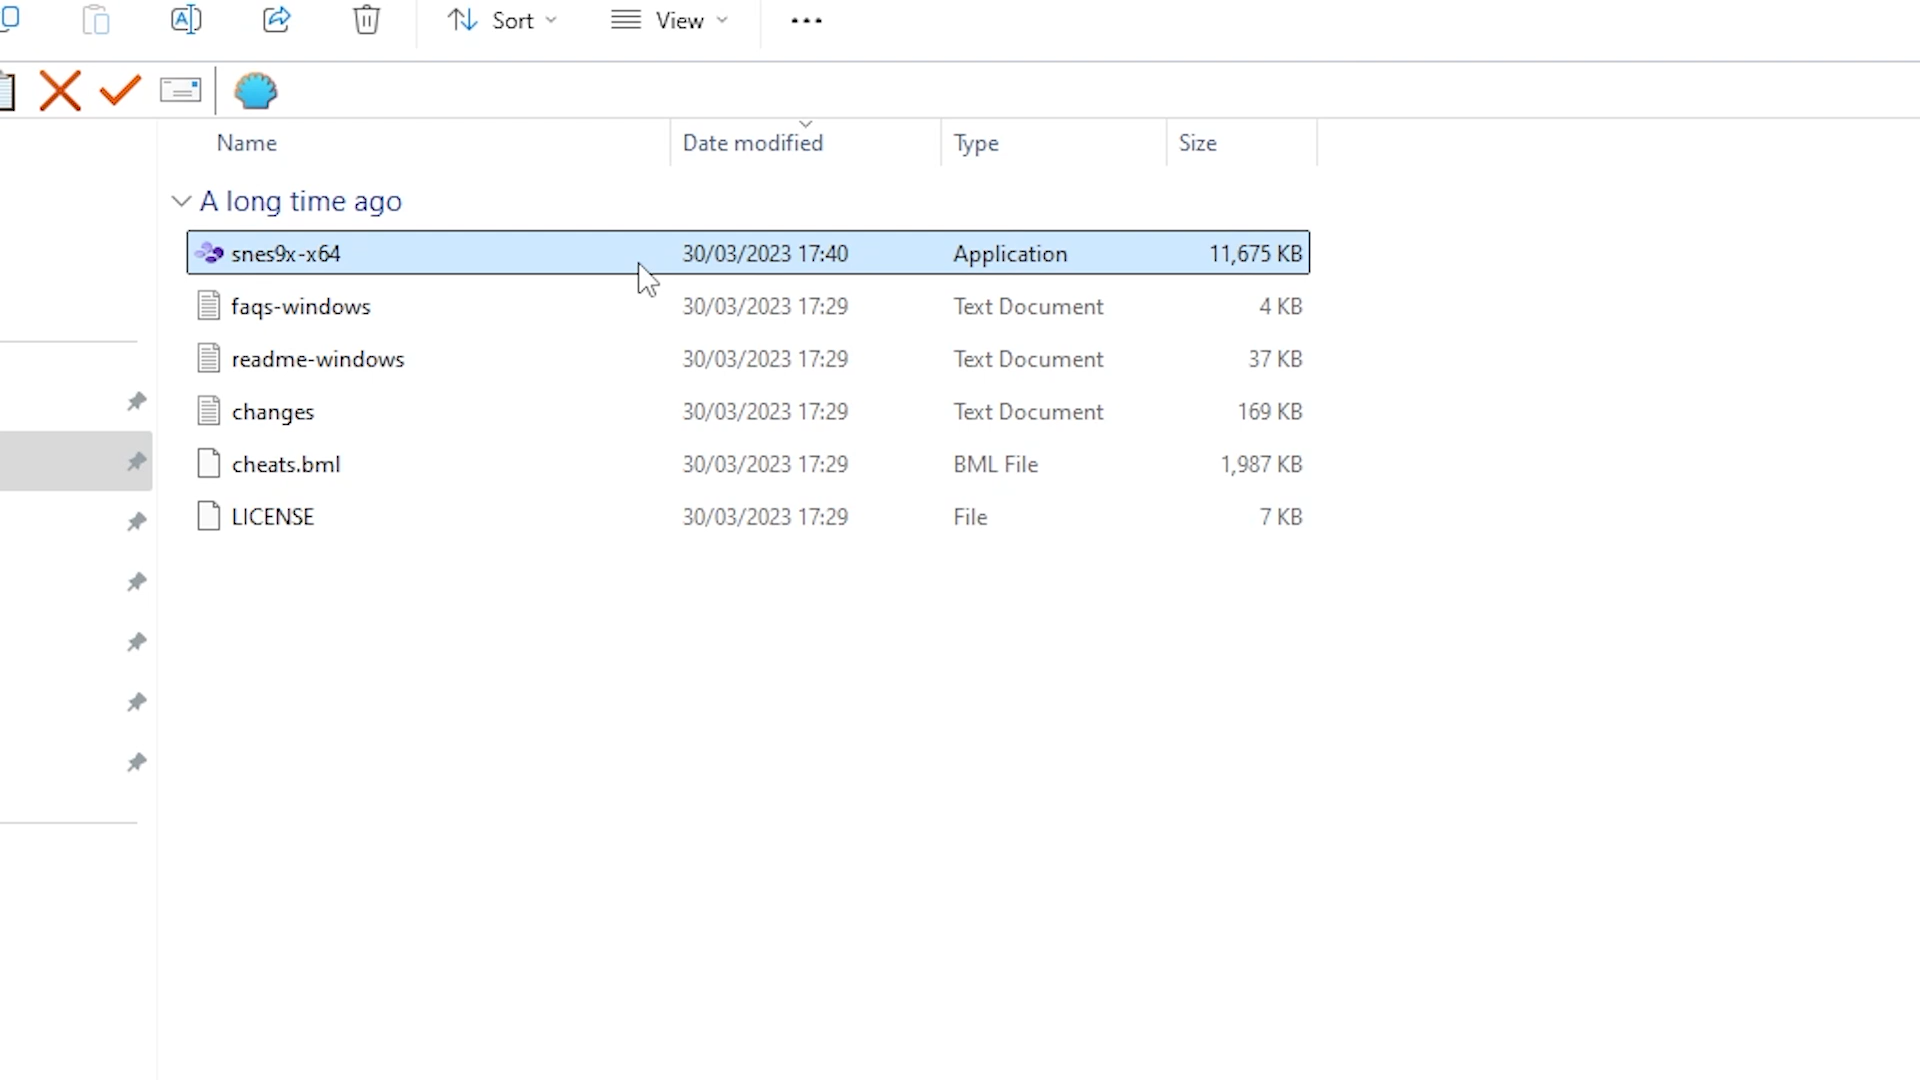 Sort View
Name Date modified Type Size
A long time ago
snes9x-x64 30/03/2023 17:40 Application 11,675 KB
faqs-windows 30/03/2023 17:29 Text Document 4 KB
readme-windows 30/03/2023 17:29 Text Document 37 KB
changes 30/03/2023 17:29 Text Document 169 KB
cheats.bml 30/03/2023 17:29 BML File 1,987 KB
LICENSE 30/03/2023 17:29 File 7 KB